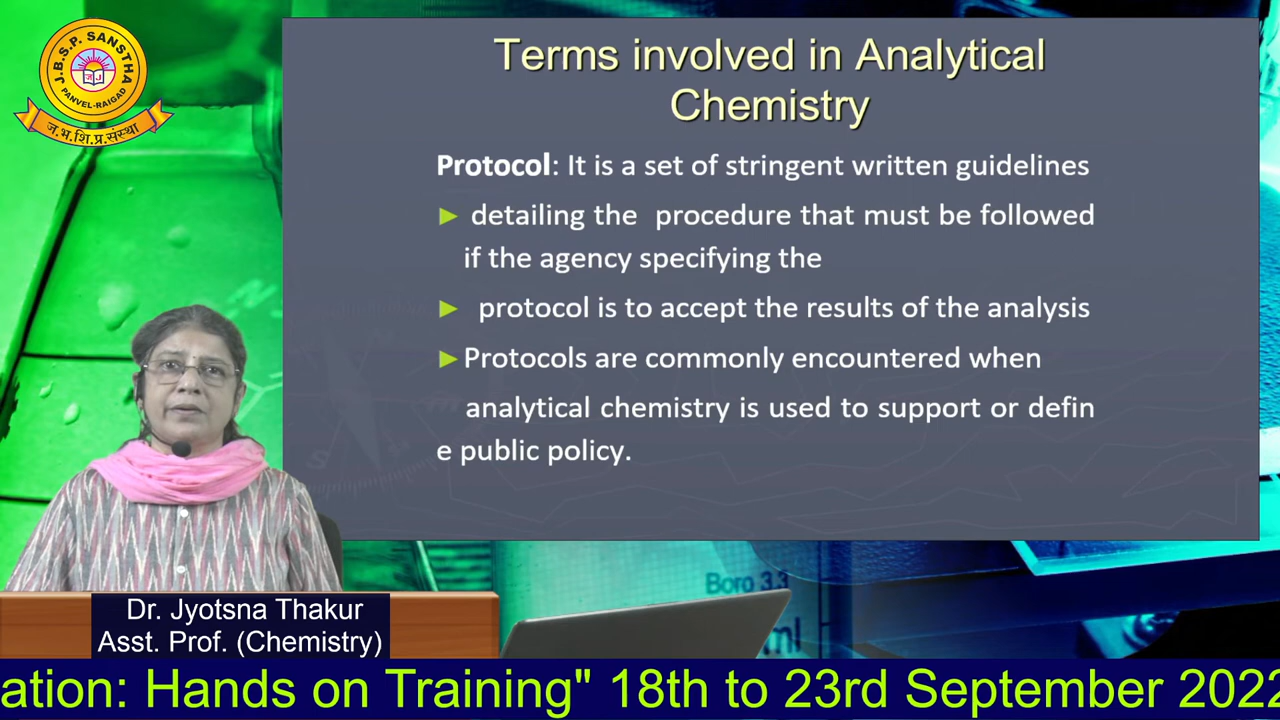 J.B.S.P. SANSTHA
PANVEL-RAIGAD
ज.भ.शि.प्र.संस्था
Terms involved in Analytical
Chemistry
Protocol: It is a set of stringent written guidelines
► detailing the procedure that must be followed
if the agency specifying the
► protocol is to accept the results of the analysis
►Protocols are commonly encountered when
analytical chemistry is used to support or defin
e public policy.
Boro 3.3
ml
Dr. Jyotsna Thakur
Asst. Prof. (Chemistry)
ation: Hands on Training" 18th to 23rd September 2022